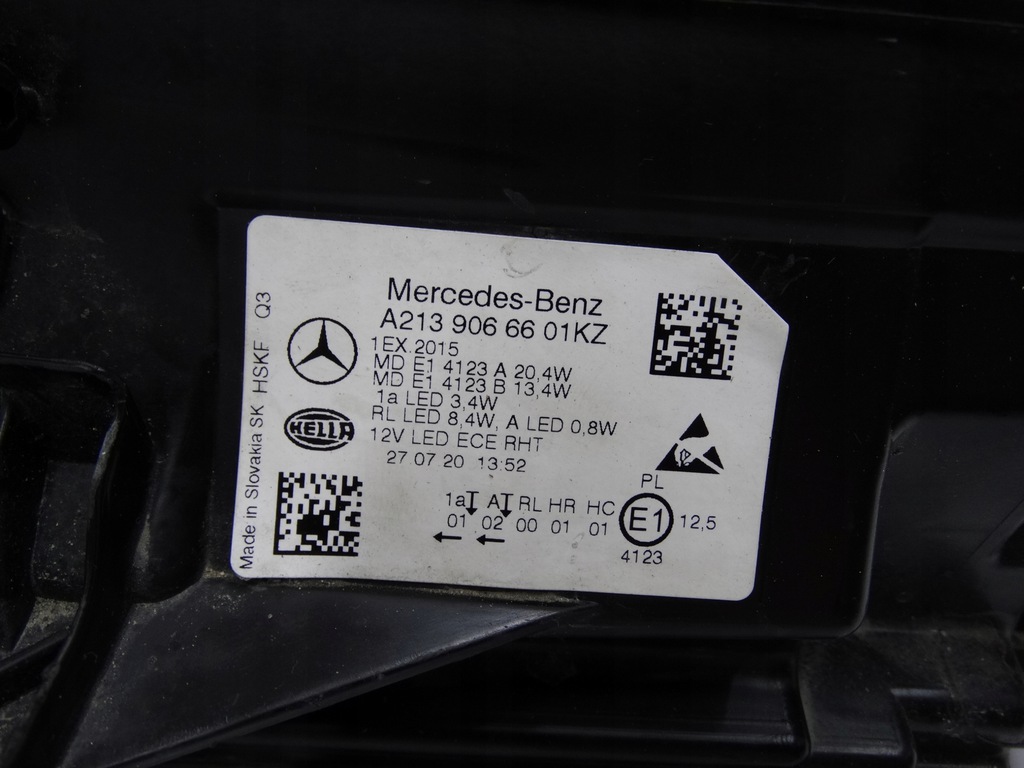 Mercedes-Benz
A213 906 66 01KZ
1EX.2015
MD E1 4123 A 20,4W
MD E1 4123 B 13,4W
1a LED 3,4W
RL LED 8,4W, A LED 0,8W
12V LED ECE RHT
27 07 20 13:52
HELLA
Made in Slovakia SK HSKF Q3
1a A RL HR HC
01 02 00 01 01
PL
E1 12,5
4123